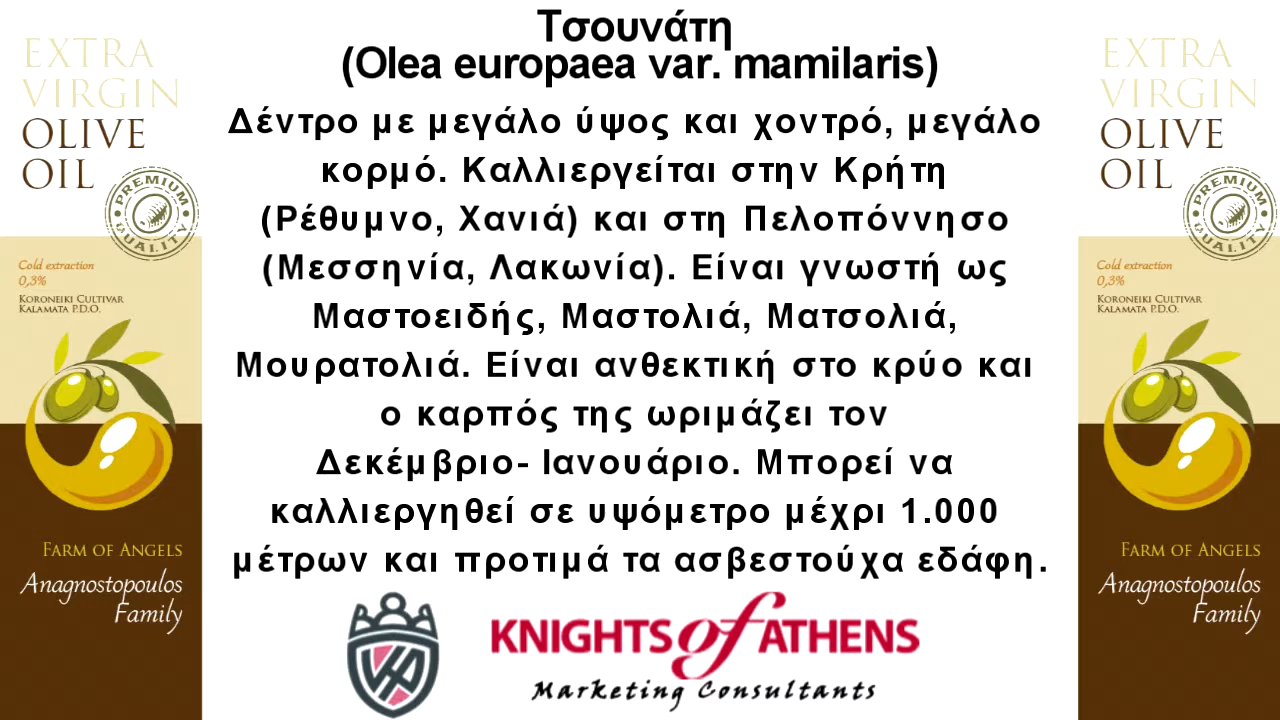 EXTRA
VIRGIN
OLIVE
OIL
PREMIUM
QUALITY
Cold extraction
0,3%
KORONEIKI CULTIVAR
KALAMATA P.D.O.
FARM OF ANGELS
Anagnostopoulos
Family
Τσουνάτη
(Olea europaea var. mamilaris)
Δέντρο με μεγάλο ύψος και χοντρό, μεγάλο
κορμό. Καλλιεργείται στην Κρήτη
(Ρέθυμνο, Χανιά) και στη Πελοπόννησο
(Μεσσηνία, Λακωνία). Είναι γνωστή ως
Μαστοειδής, Μαστολιά, Ματσολιά,
Μουρατολιά. Είναι ανθεκτική στο κρύο και
ο καρπός της ωριμάζει τον
Δεκέμβριο- Ιανουάριο. Μπορεί να
καλλιεργηθεί σε υψόμετρο μέχρι 1.000
μέτρων και προτιμά τα ασβεστούχα εδάφη.
KNIGHTS of ATHENS
Marketing Consultants
EXTRA
VIRGIN
OLIVE
OIL
PREMIUM
QUALITY
Cold extraction
0,3%
KORONEIKI CULTIVAR
KALAMATA P.D.O.
FARM OF ANGELS
Anagnostopoulos
Family